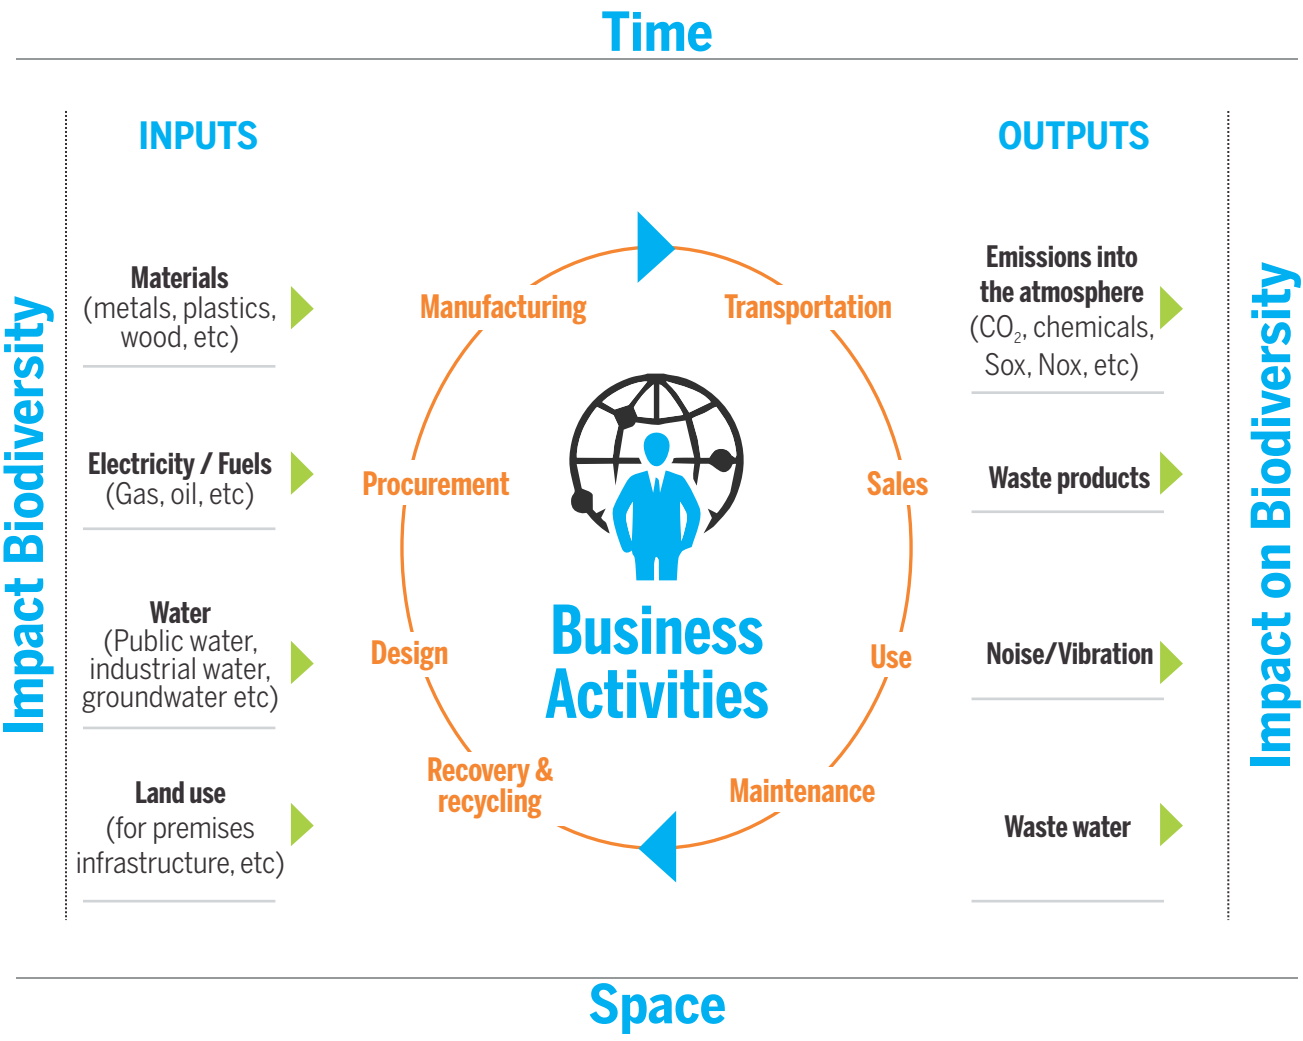 Time
INPUTS
OUTPUTS
Impact Biodiversity
Materials
(metals, plastics,
wood, etc)
Electricity / Fuels
(Gas, oil, etc)
Water
(Public water,
industrial water,
groundwater etc)
Land use
(for premises
infrastructure, etc)
Manufacturing
Transportation
Procurement
Sales
Business
Activities
Design
Use
Recovery &
recycling
Maintenance
Emissions into
the atmosphere
(CO₂, chemicals,
Sox, Nox, etc)
Waste products
Noise/Vibration
Waste water
Impact on Biodiversity
Space